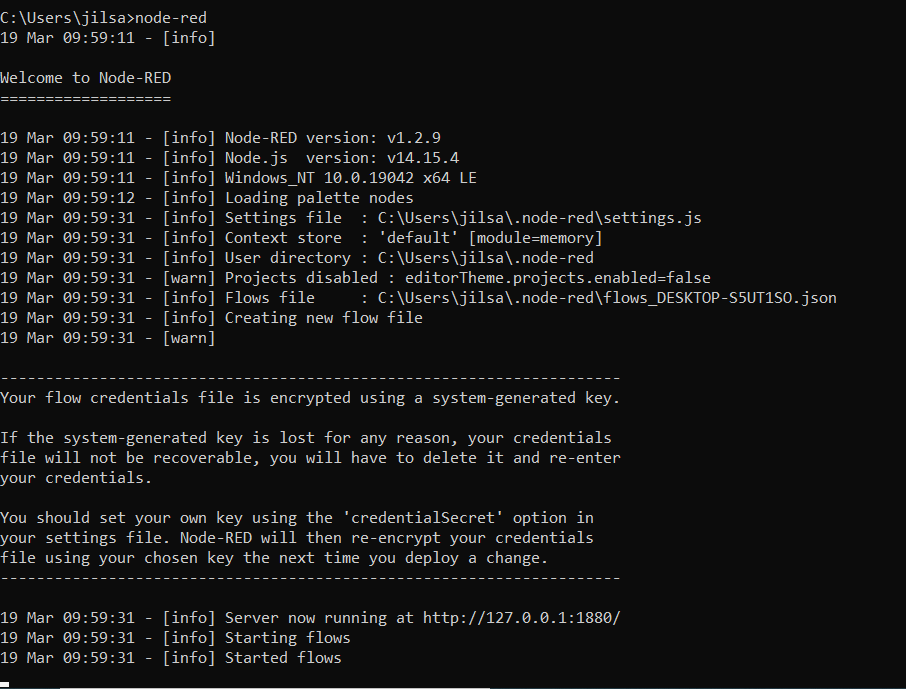 C:\Users\jilsa>node-red
19 Mar 09:59:11 - [info]
Welcome to Node-RED
===================
19 Mar 09:59:11 - [info] Node-RED version: v1.2.9
19 Mar 09:59:11 - [info] Node.js  version: v14.15.4
19 Mar 09:59:11 - [info] Windows_NT 10.0.19042 x64 LE
19 Mar 09:59:12 - [info] Loading palette nodes
19 Mar 09:59:31 - [info] Settings file  : C:\Users\jilsa\.node-red\settings.js
19 Mar 09:59:31 - [info] Context store  : 'default' [module=memory]
19 Mar 09:59:31 - [info] User directory : C:\Users\jilsa\.node-red
19 Mar 09:59:31 - [warn] Projects disabled : editorTheme.projects.enabled=false
19 Mar 09:59:31 - [info] Flows file     : C:\Users\jilsa\.node-red\flows_DESKTOP-S5UT1SO.json
19 Mar 09:59:31 - [info] Creating new flow file
19 Mar 09:59:31 - [warn]
---------------------------------------------------------------------
Your flow credentials file is encrypted using a system-generated key.
If the system-generated key is lost for any reason, your credentials
file will not be recoverable, you will have to delete it and re-enter
your credentials.
You should set your own key using the 'credentialSecret' option in
your settings file. Node-RED will then re-encrypt your credentials
file using your chosen key the next time you deploy a change.
---------------------------------------------------------------------
19 Mar 09:59:31 - [info] Server now running at http://127.0.0.1:1880/
19 Mar 09:59:31 - [info] Starting flows
19 Mar 09:59:31 - [info] Started flows